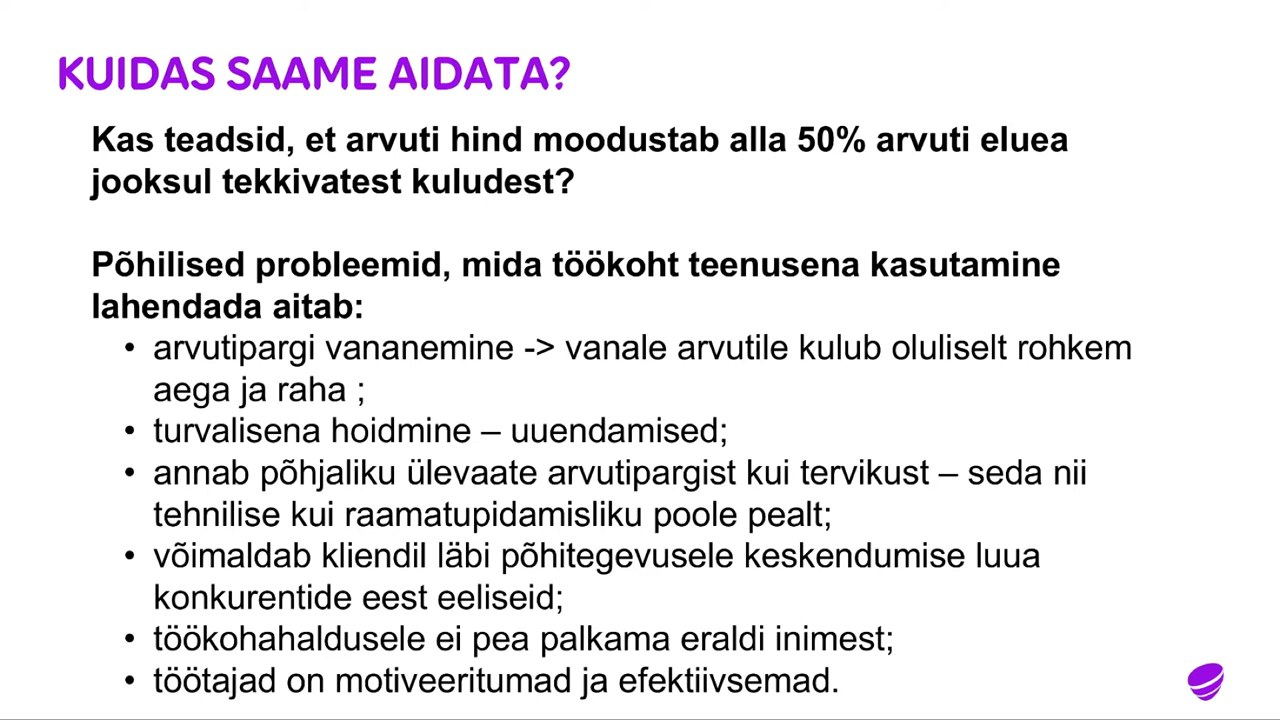 KUIDAS SAAME AIDATA?
Kas teadsid, et arvuti hind moodustab alla 50% arvuti eluea
jooksul tekkivatest kuludest?
Põhilised probleemid, mida töökoht teenusena kasutamine
lahendada aitab:
• arvutipargi vananemine -> vanale arvutile kulub oluliselt rohkem
aega ja raha ;
• turvalisena hoidmine – uuendamised;
• annab põhjaliku ülevaate arvutipargist kui tervikust – seda nii
tehnilise kui raamatupidamisliku poole pealt;
• võimaldab kliendil läbi põhitegevusele keskendumise luua
konkurentide eest eeliseid;
• töökohahaldusele ei pea palkama eraldi inimest;
• töötajad on motiveeritumad ja efektiivsemad.